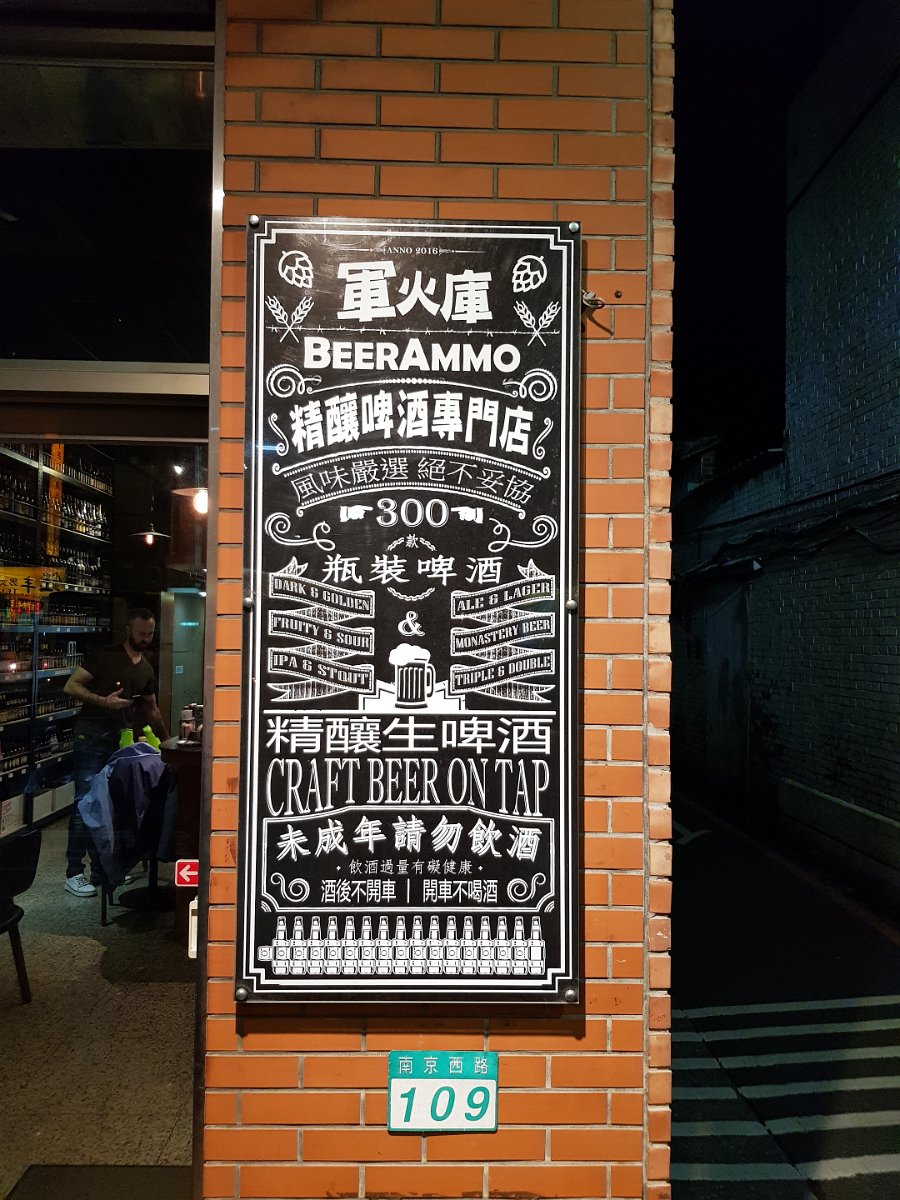 ANNO 2016
軍火庫
BEERAMMO
精釀啤酒專門店
風味嚴選 絕不妥協
300
款
瓶裝啤酒
DARK & GOLDEN
ALE & LAGER
FRUITY & SOUR
&
MONASTERY BEER
IPA & STOUT
TRIPLE & DOUBLE
精釀生啤酒
CRAFT BEER ON TAP
未成年請勿飲酒
·飲酒過量有礙健康·
酒後不開車 | 開車不喝酒
南京西路
109